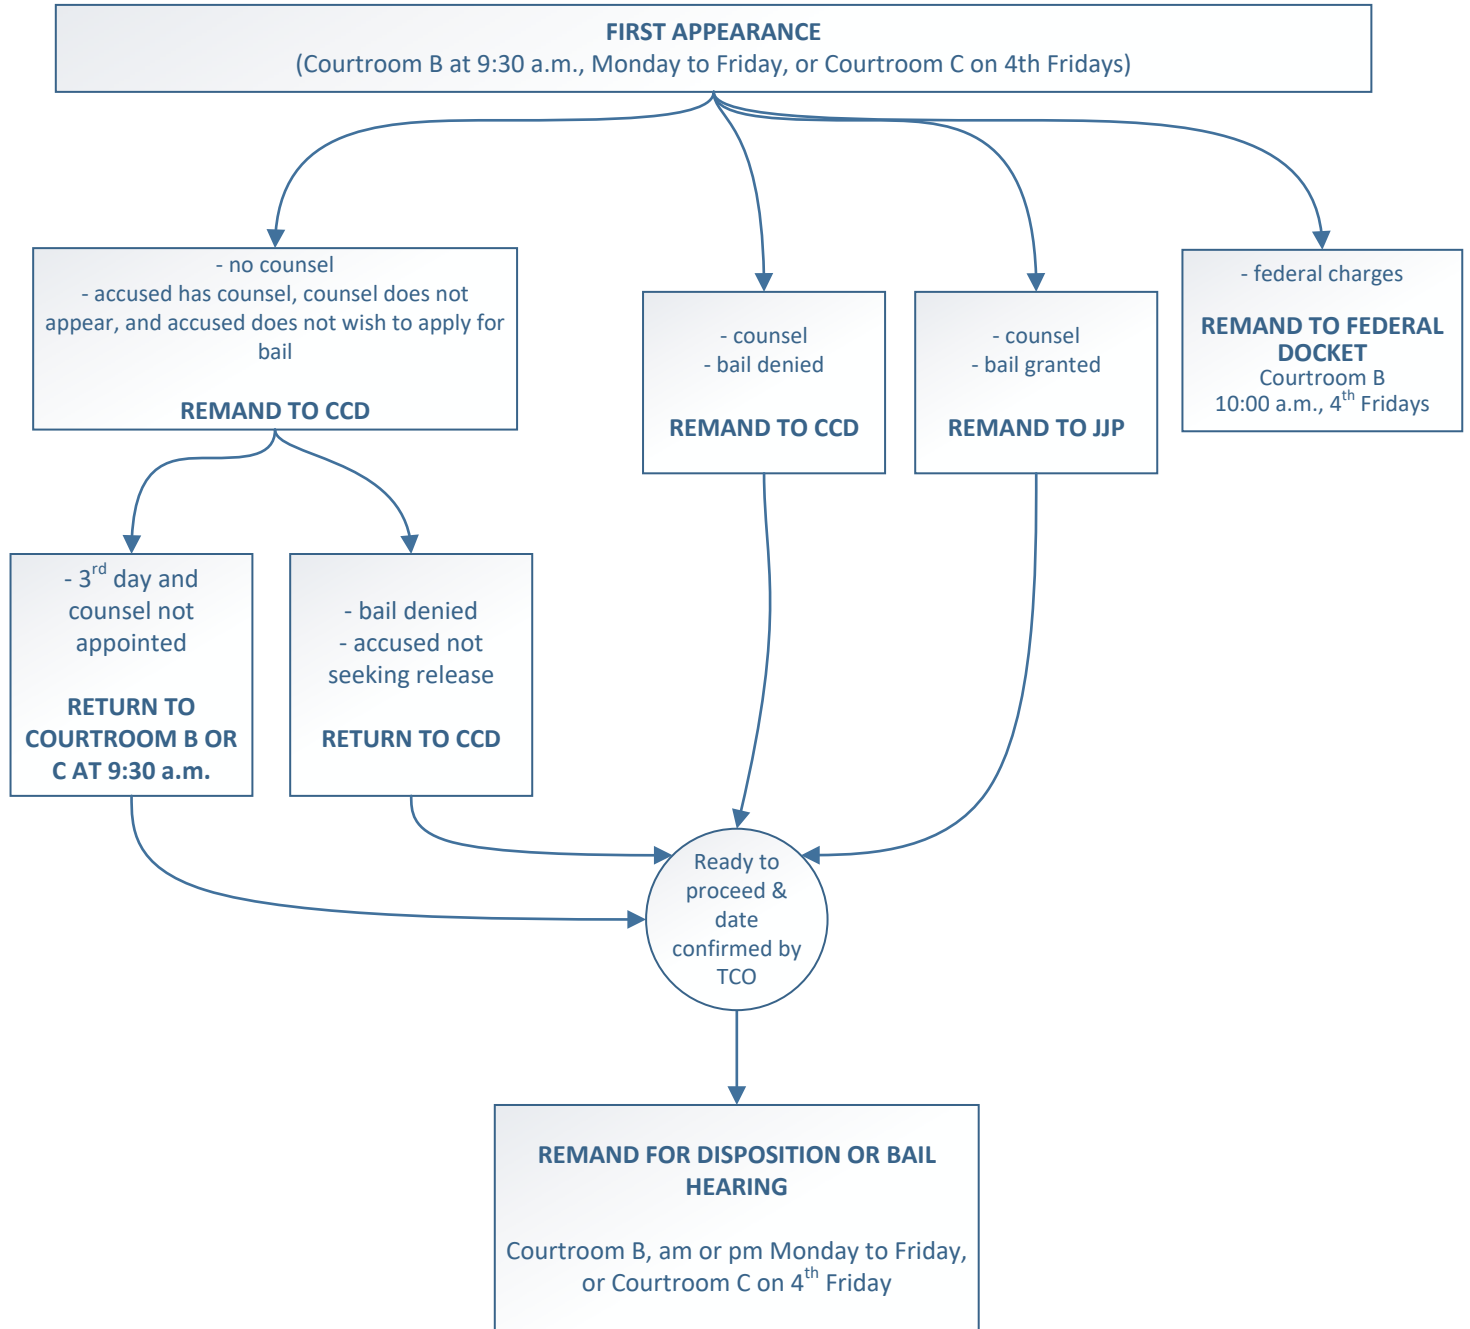 FIRST APPEARANCE
(Courtroom B at 9:30 a.m., Monday to Friday, or Courtroom C on 4th Fridays)
- no counsel
- accused has counsel, counsel does not
appear, and accused does not wish to apply for
bail
REMAND TO CCD
- counsel
- bail denied
REMAND TO CCD
- counsel
- bail granted
REMAND TO JJP
- federal charges
REMAND TO FEDERAL
DOCKET
Courtroom B
10:00 a.m., 4th Fridays
- 3rd day and
counsel not
appointed
RETURN TO
COURTROOM B OR
C AT 9:30 a.m.
- bail denied
- accused not
seeking release
RETURN TO CCD
Ready to
proceed &
date
confirmed by
TCO
REMAND FOR DISPOSITION OR BAIL
HEARING
Courtroom B, am or pm Monday to Friday,
or Courtroom C on 4th Friday